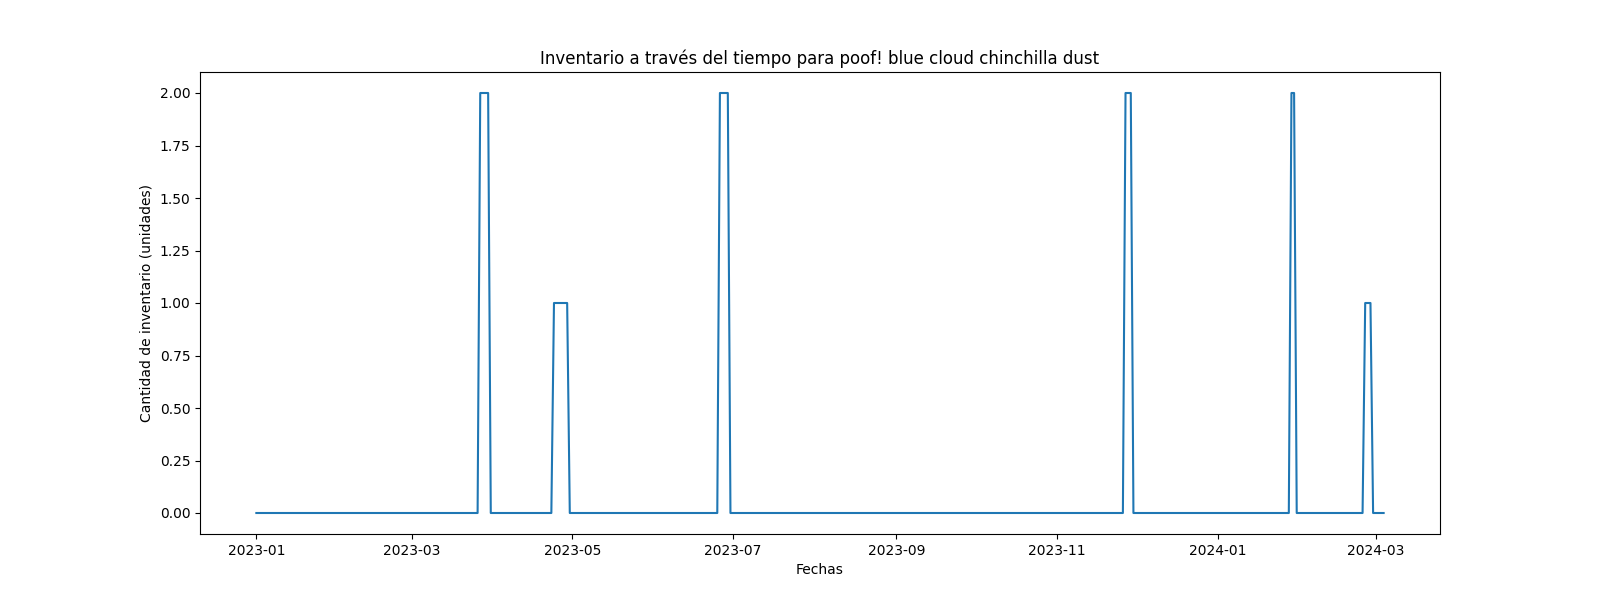 Inventario a través del tiempo para poof! blue cloud chinchilla dust
2.00
1.75
1.50
1.25
1.00
0.75
0.50
0.25
0.00
Cantidad de inventario (unidades)
2023-01 2023-03 2023-05 2023-07 2023-09 2023-11 2024-01 2024-03
Fechas